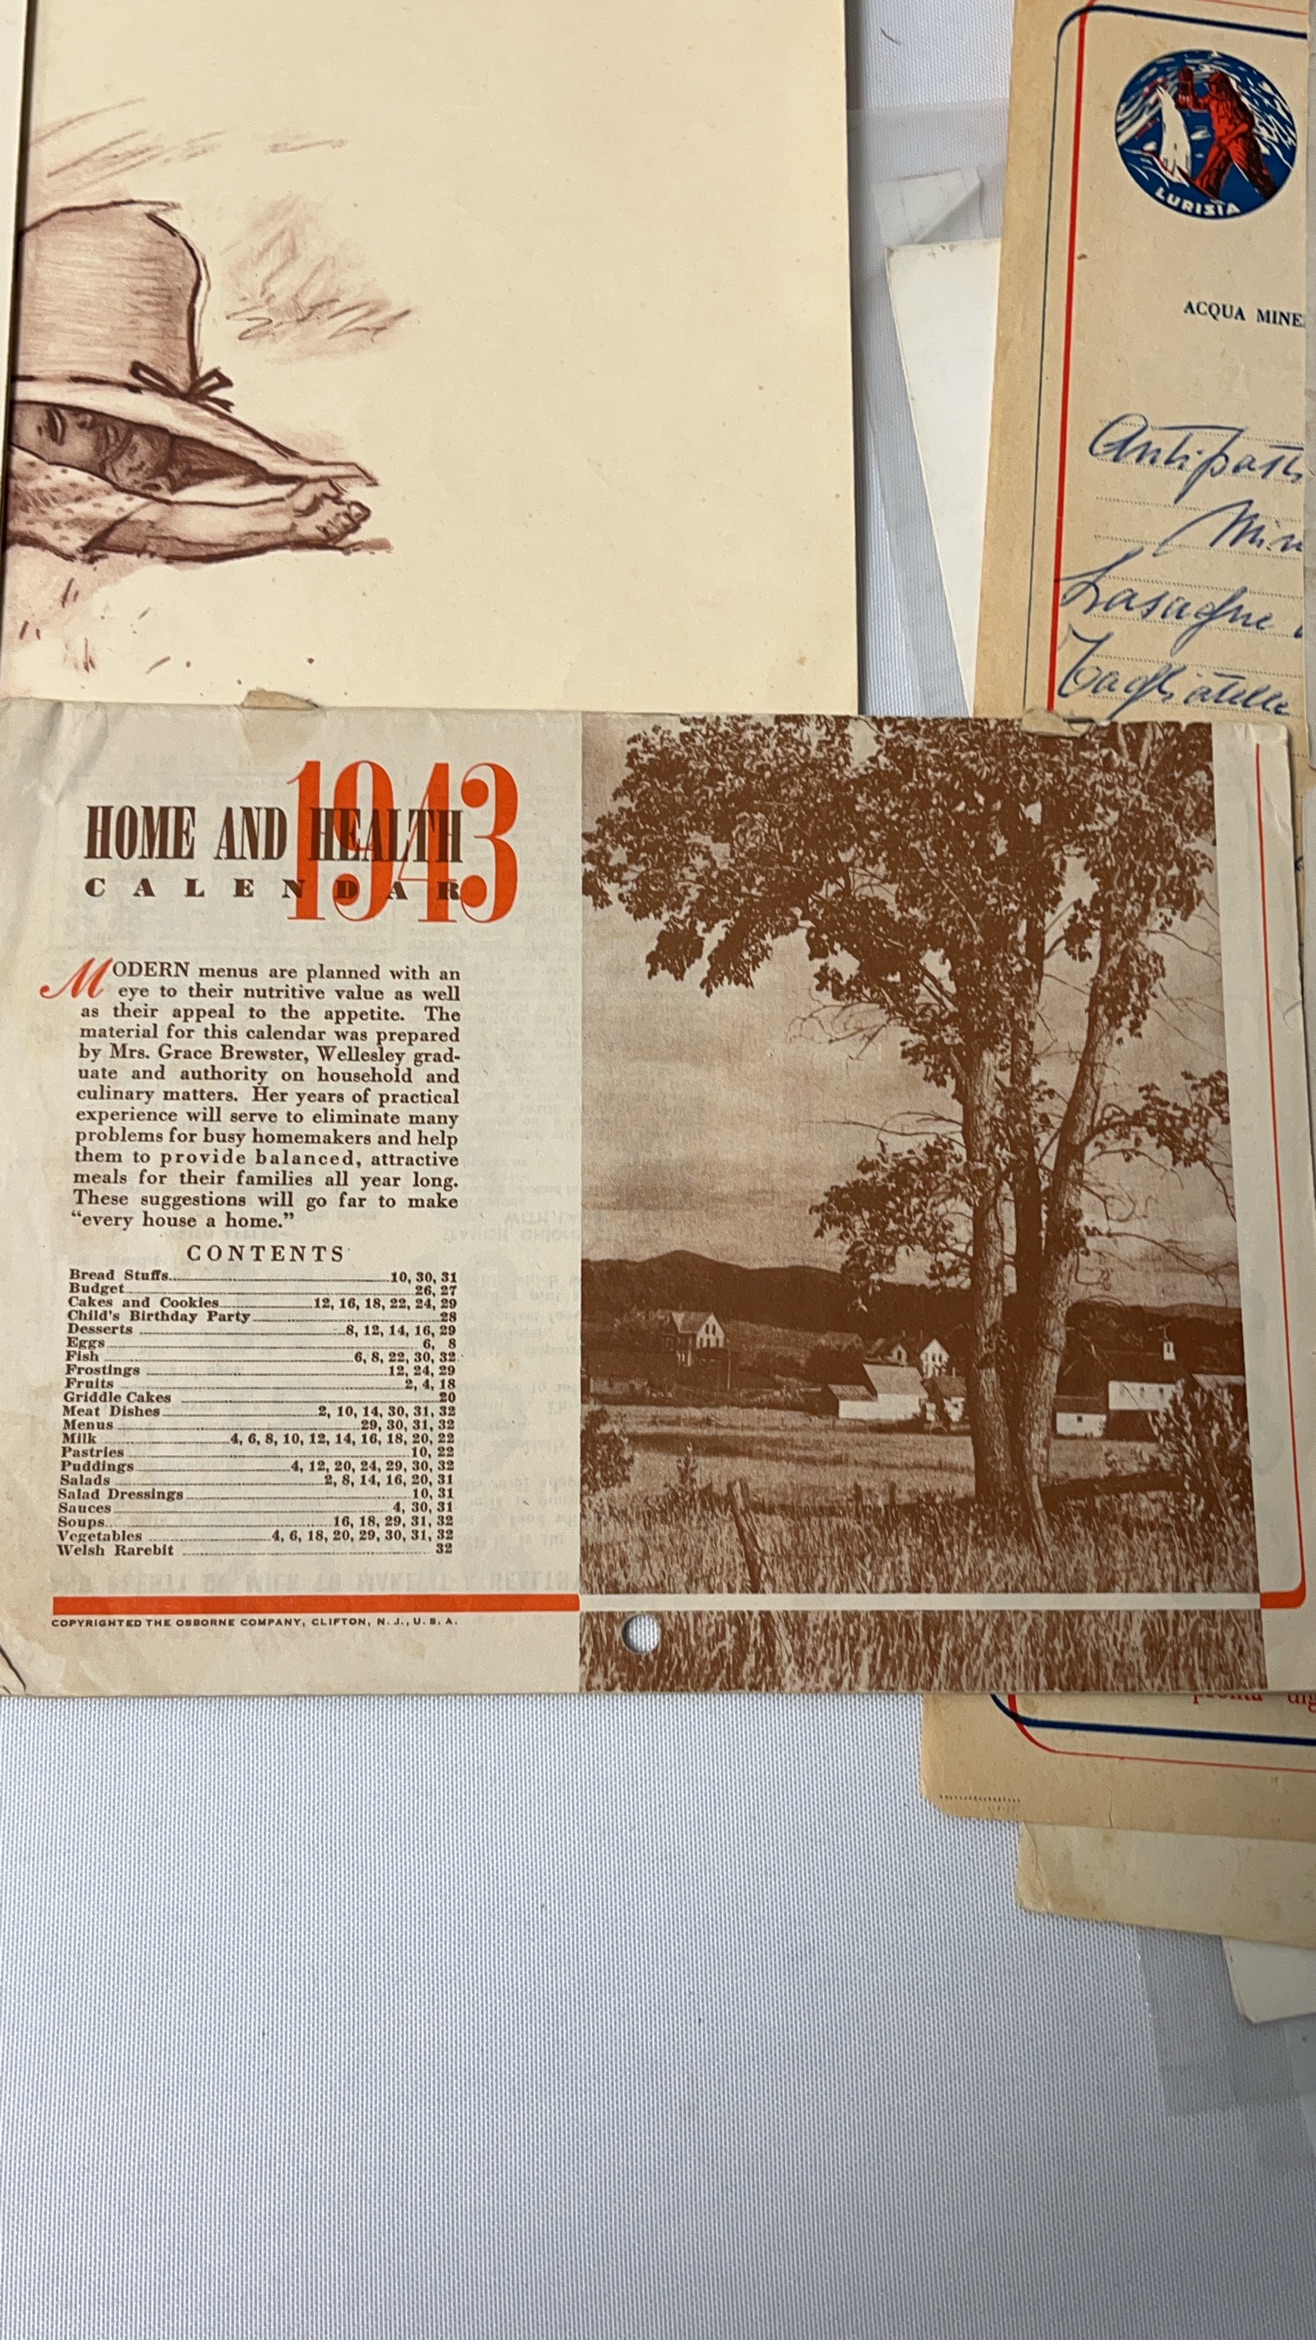 LURISIA
ACQUA MINE
Antipasti
Min
Lasagne
Tagliatelle
1943
HOME AND HEALTH
CALENDAR
MODERN menus are planned with an
eye to their nutritive value as well
as their appeal to the appetite. The
material for this calendar was prepared
by Mrs. Grace Brewster, Wellesley grad-
uate and authority on household and
culinary matters. Her years of practical
experience will serve to eliminate many
problems for busy homemakers and help
them to provide balanced, attractive
meals for their families all year long.
These suggestions will go far to make
“every house a home.”
CONTENTS
Bread Stuffs 10, 30, 31
Budget 26, 27
Cakes and Cookies 12, 16, 18, 22, 24, 29
Child's Birthday Party 28
Desserts 8, 12, 14, 16, 29
Eggs 6, 8
Fish 6, 8, 22, 30, 32
Frostings 12, 24, 29
Fruits 2, 4, 18
Griddle Cakes 20
Meat Dishes 2, 10, 14, 30, 31, 32
Menus 29, 30, 31, 32
Milk 4, 6, 8, 10, 12, 14, 16, 18, 20, 22
Pastries 10, 22
Puddings 4, 12, 20, 24, 29, 30, 32
Salads 2, 8, 14, 16, 20, 31
Salad Dressings 10, 31
Sauces 4, 30, 31
Soups 16, 18, 29, 31, 32
Vegetables 4, 6, 18, 20, 29, 30, 31, 32
Welsh Rarebit 32
COPYRIGHTED THE OSBORNE COMPANY, CLIFTON, N. J., U. S. A.